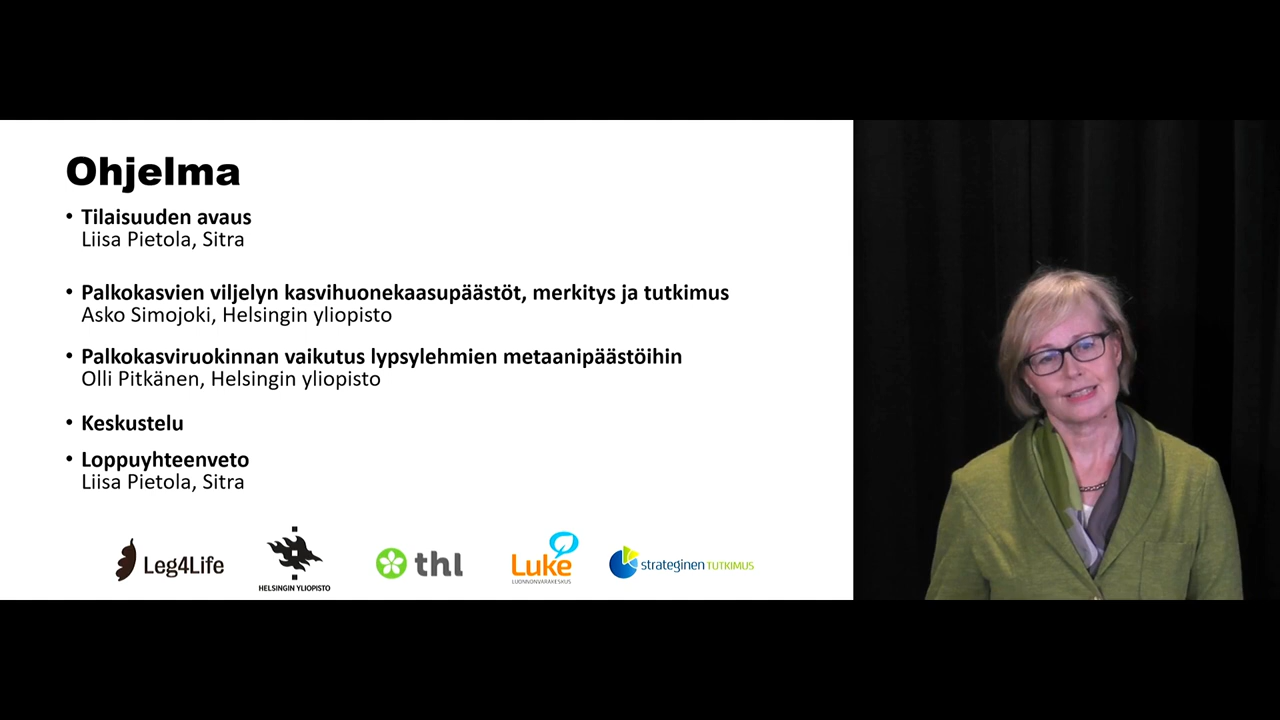 Ohjelma
• Tilaisuuden avaus
Liisa Pietola, Sitra
• Palkokasvien viljelyn kasvihuonekaasupäästöt, merkitys ja tutkimus
Asko Simojoki, Helsingin yliopisto
• Palkokasviruokinnan vaikutus lypsylehmien metaanipäästöihin
Olli Pitkänen, Helsingin yliopisto
• Keskustelu
• Loppuyhteenveto
Liisa Pietola, Sitra
Leg4Life
HELSINGIN YLIOPISTO
thl
Luke
LUONNONVARAKESKUS
strateginen TUTKIMUS